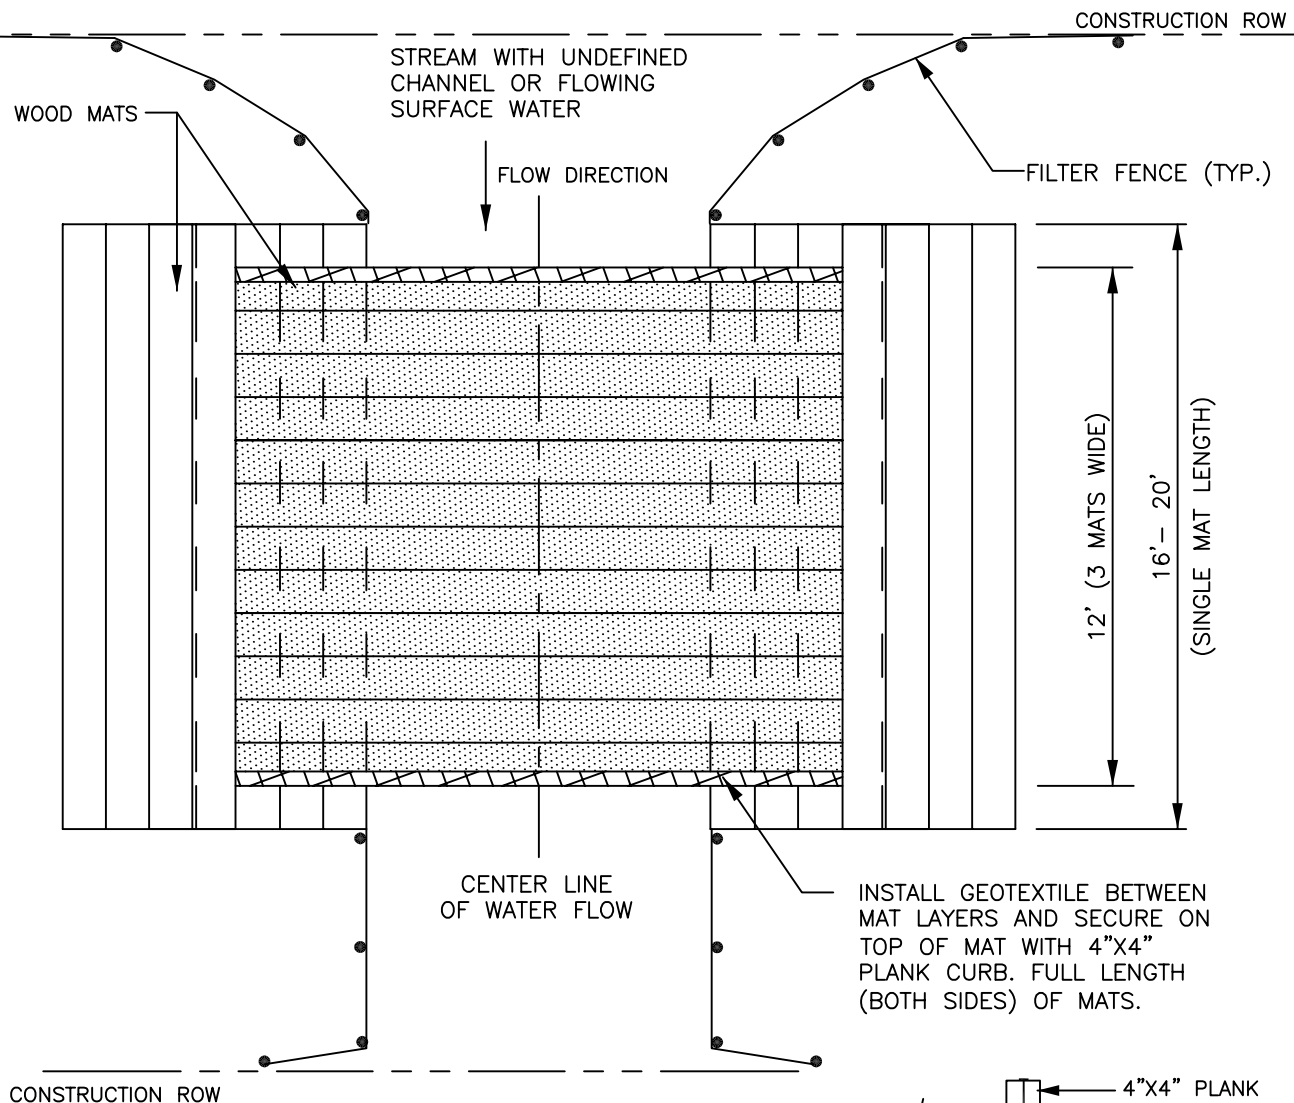 CONSTRUCTION ROW
STREAM WITH UNDEFINED
CHANNEL OR FLOWING
SURFACE WATER
WOOD MATS
FLOW DIRECTION
FILTER FENCE (TYP.)
12' (3 MATS WIDE)
16'- 20'
(SINGLE MAT LENGTH)
CENTER LINE
OF WATER FLOW
INSTALL GEOTEXTILE BETWEEN
MAT LAYERS AND SECURE ON
TOP OF MAT WITH 4"X4"
PLANK CURB. FULL LENGTH
(BOTH SIDES) OF MATS.
CONSTRUCTION ROW
4"X4" PLANK